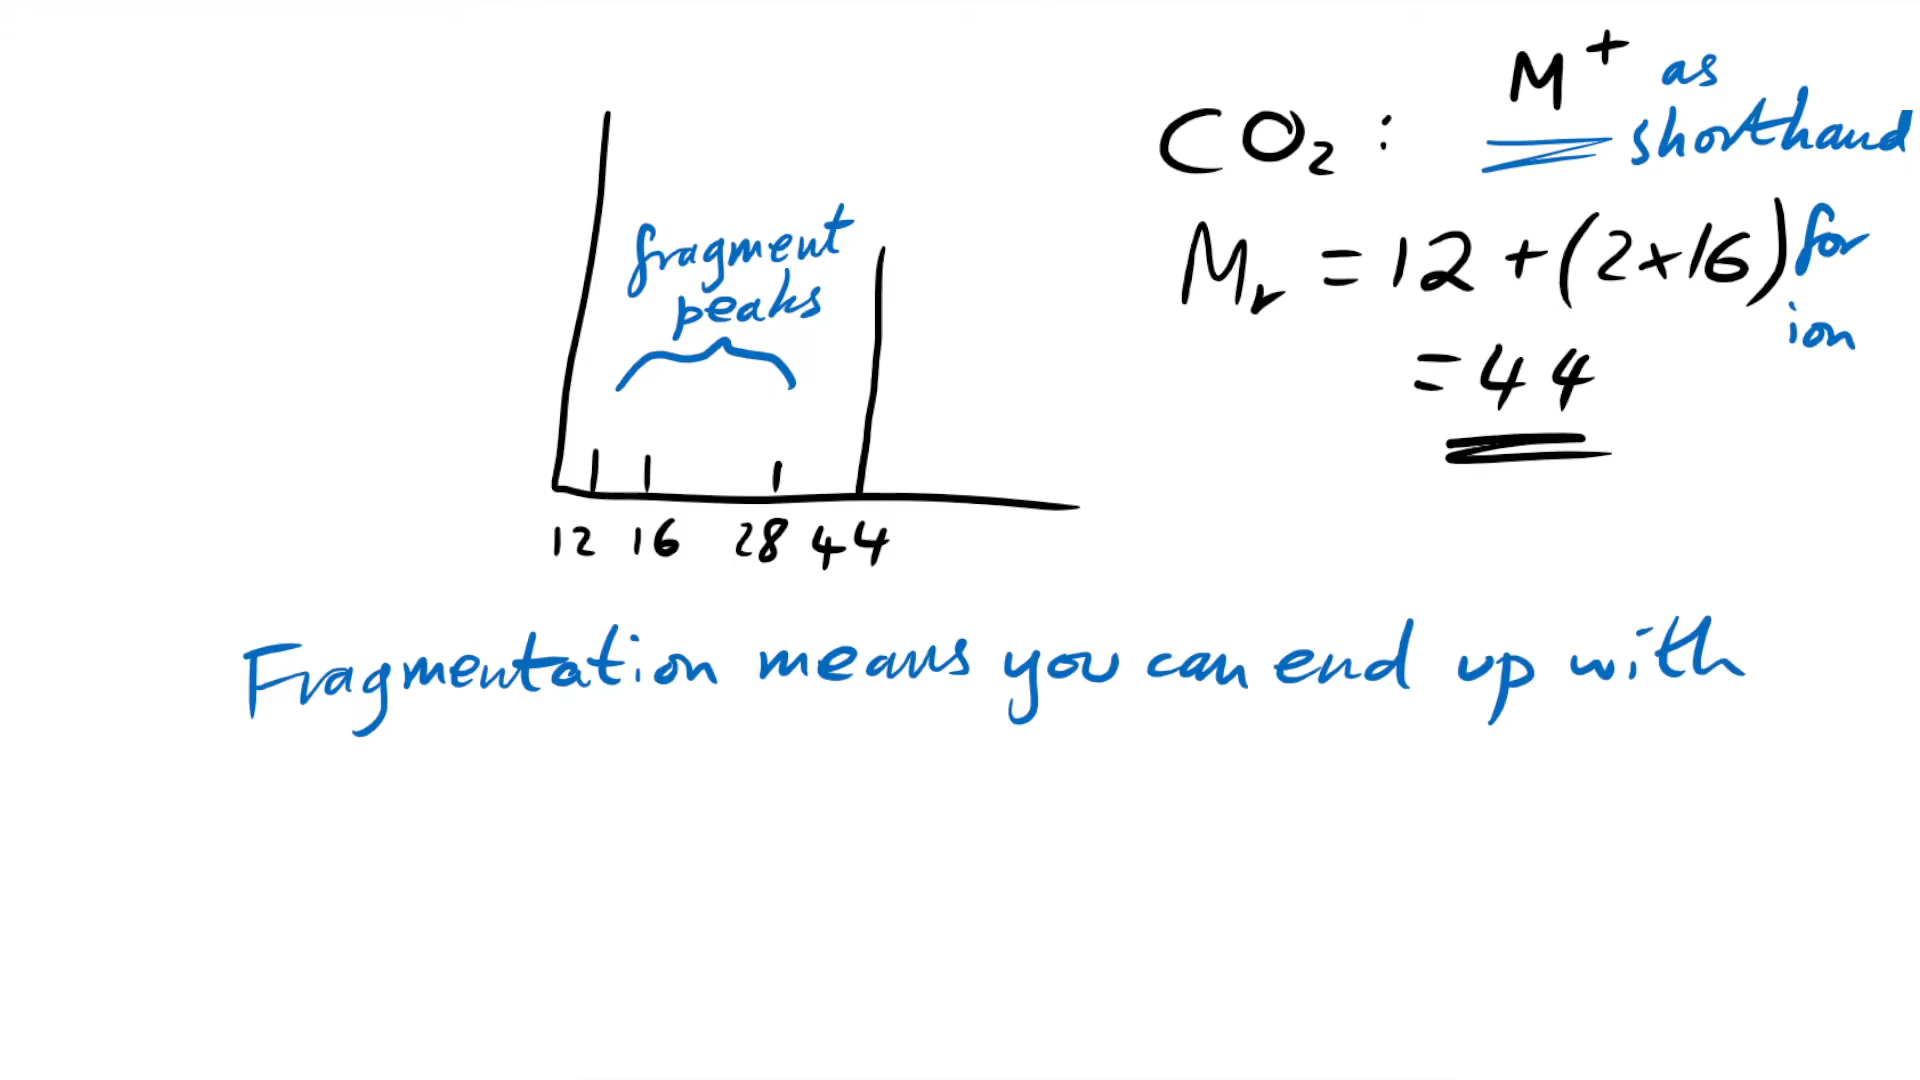 M⁺ as
CO₂ : shorthand
fragment
peaks
Mᵣ = 12 + (2×16) for
ion
= 44
12 16 28 44
Fragmentation means you can end up with